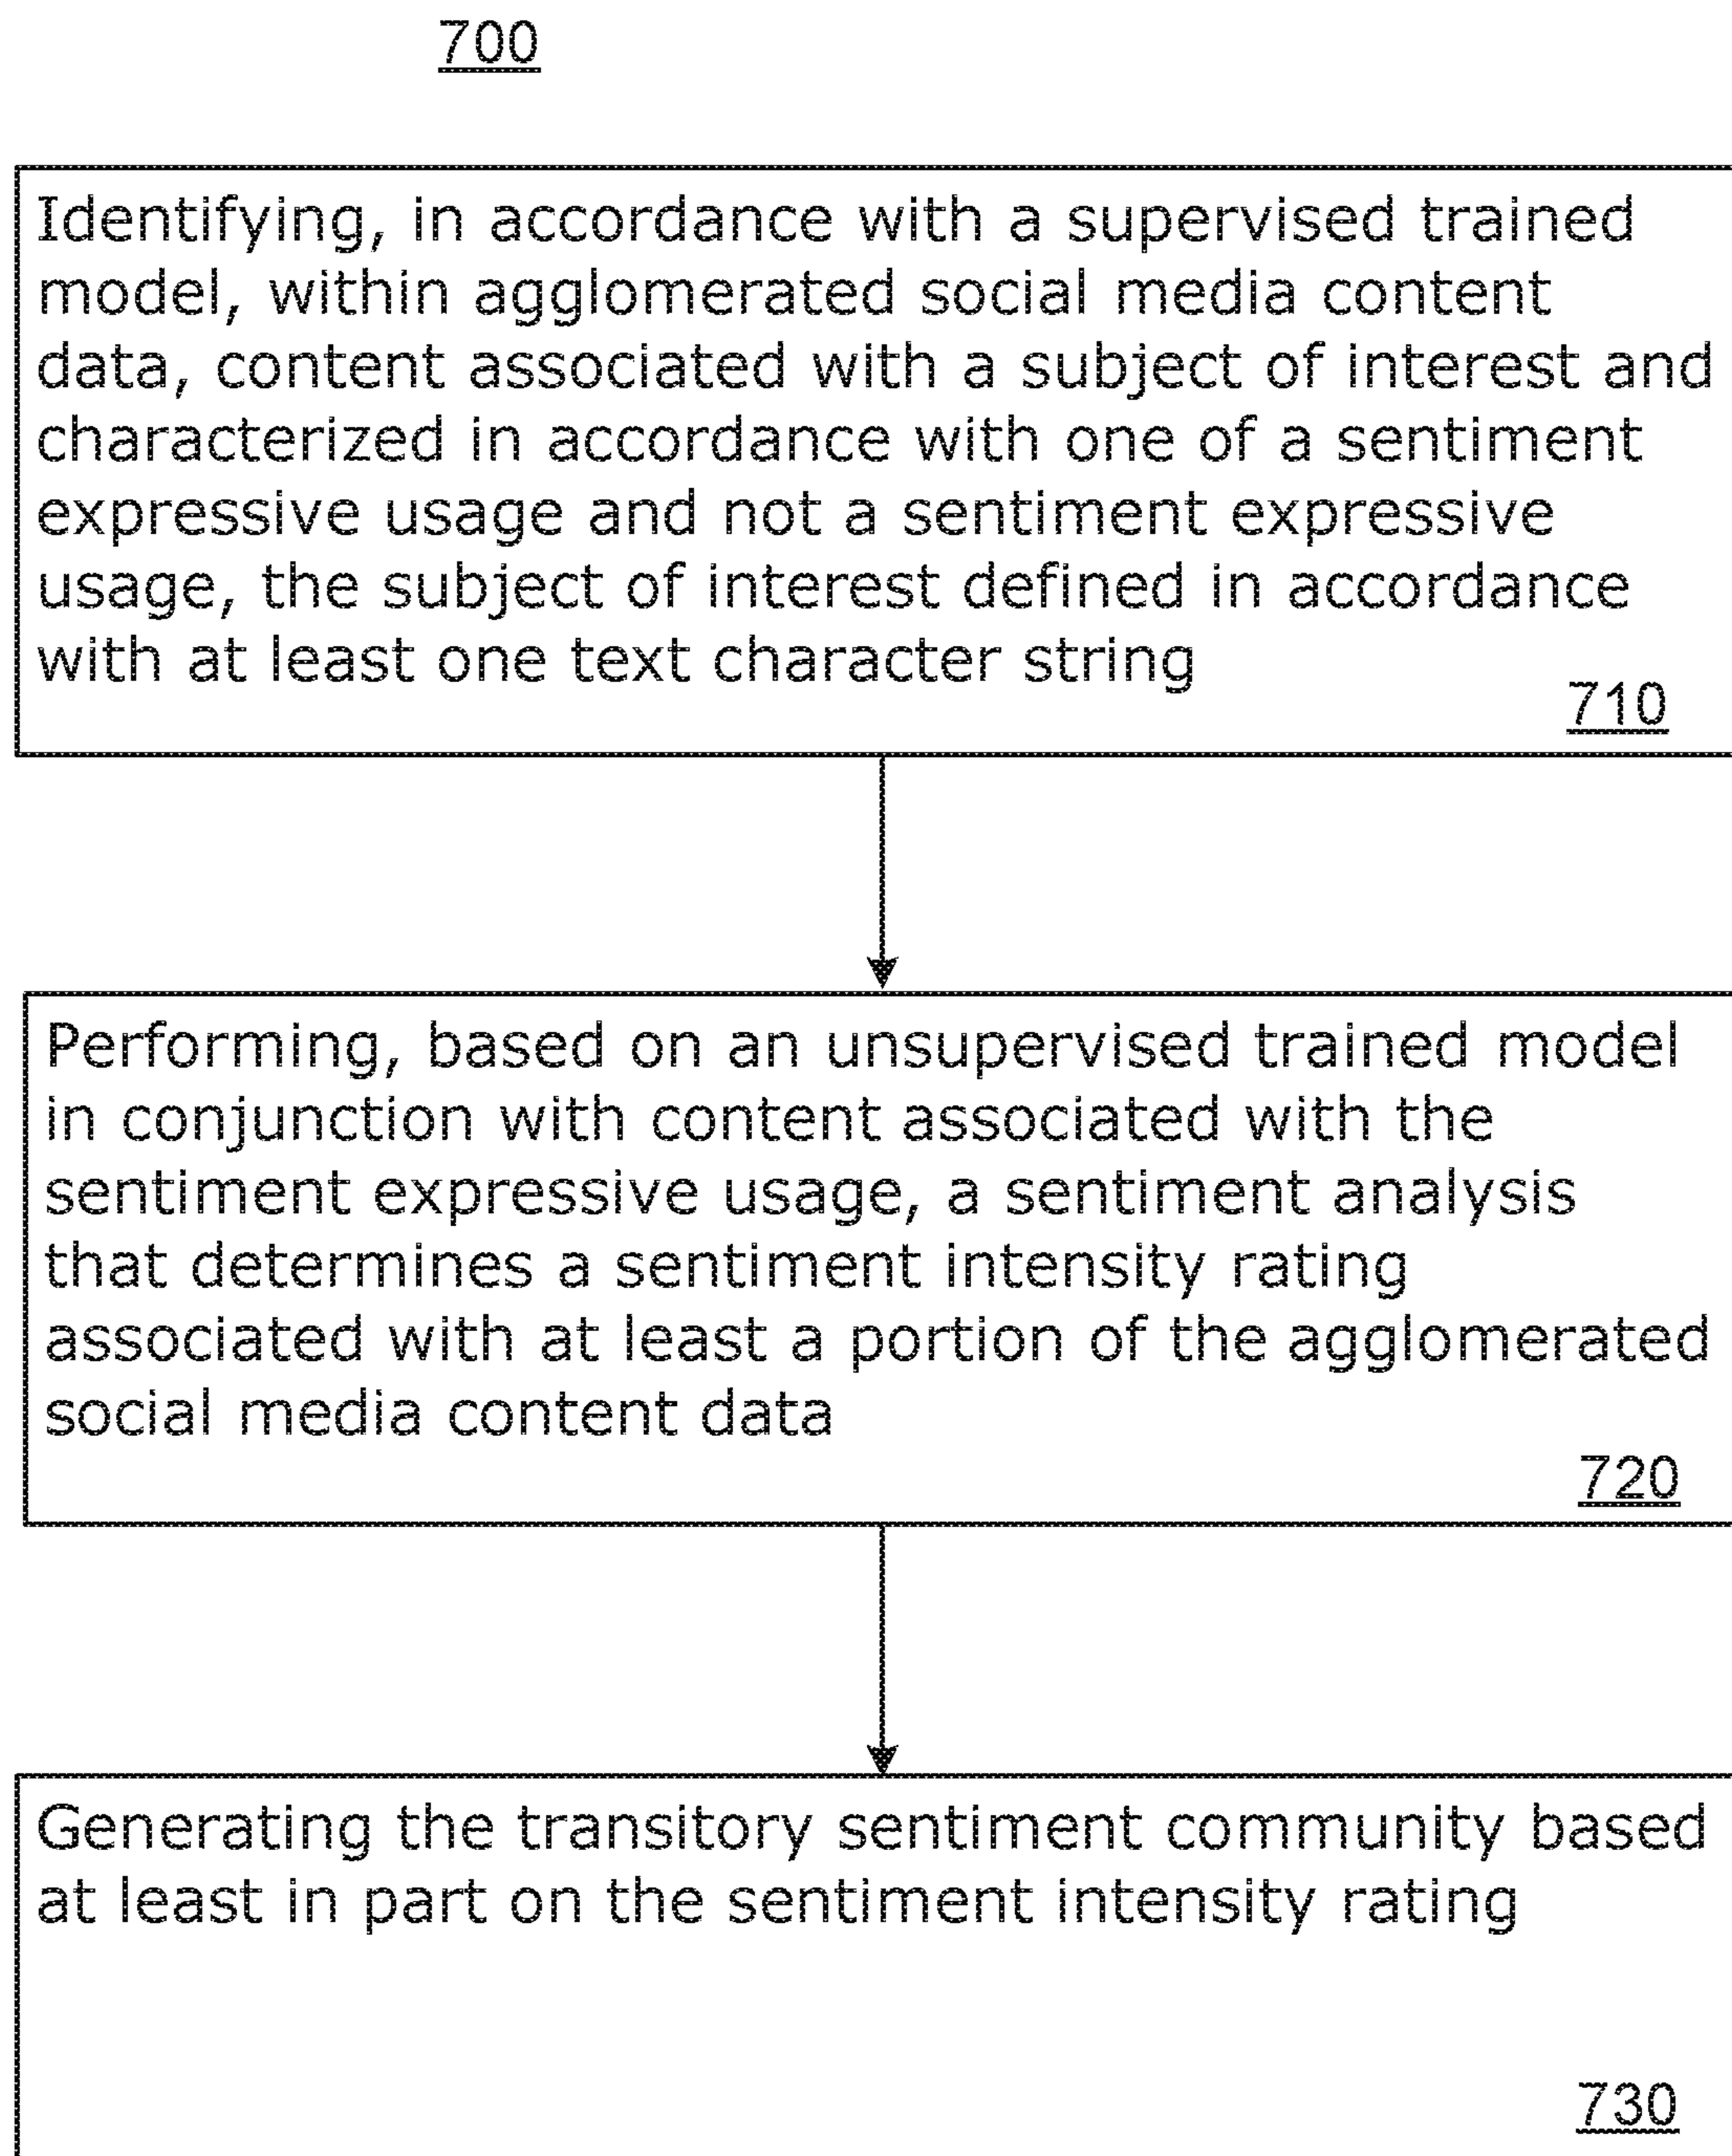 700
Identifying, in accordance with a supervised trained
model, within agglomerated social media content
data, content associated with a subject of interest and
characterized in accordance with one of a sentiment
expressive usage and not a sentiment expressive
usage, the subject of interest defined in accordance
with at least one text character string
710
Performing, based on an unsupervised trained model
in conjunction with content associated with the
sentiment expressive usage, a sentiment analysis
that determines a sentiment intensity rating
associated with at least a portion of the agglomerated
social media content data
720
Generating the transitory sentiment community based
at least in part on the sentiment intensity rating
730